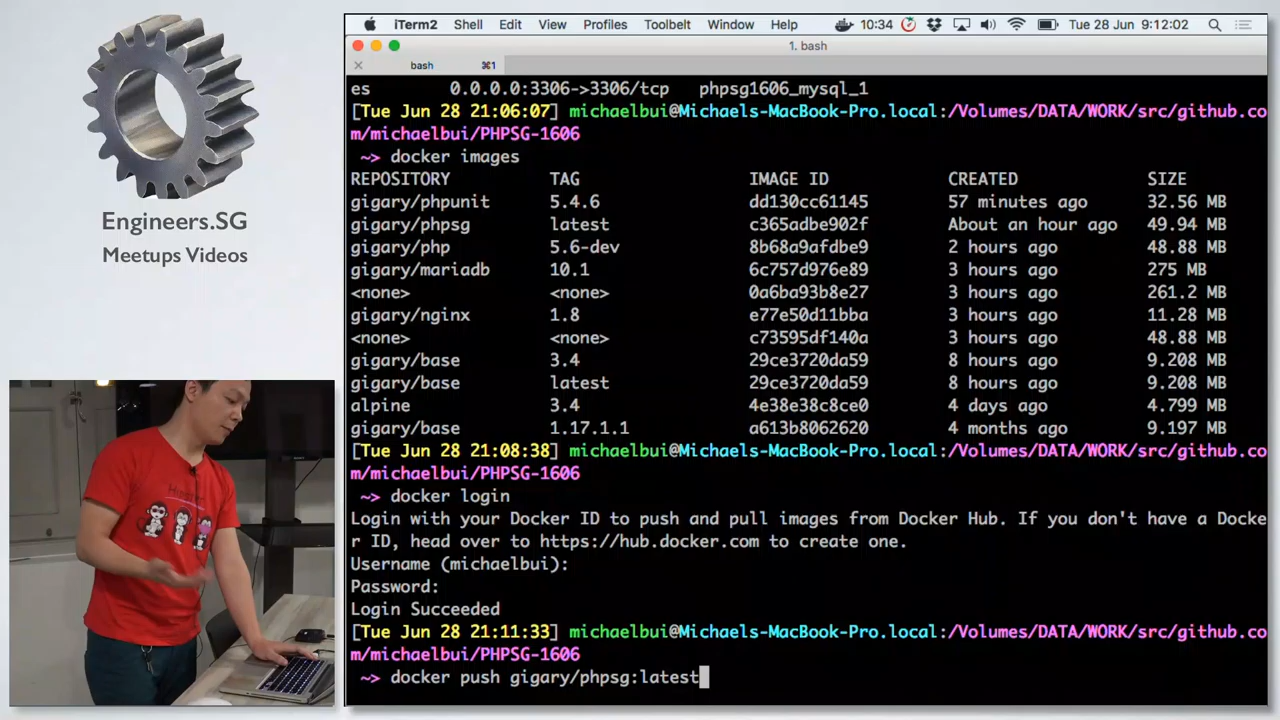 iTerm2 Shell Edit View Profiles Toolbelt Window Help 10:34 Tue 28 Jun 9:12:02
1. bash
bash ⌘1
es 0.0.0.0:3306->3306/tcp phpsg1606_mysql_1
[Tue Jun 28 21:06:07] michaelbui@Michaels-MacBook-Pro.local:/Volumes/DATA/WORK/src/github.co
m/michaelbui/PHPSG-1606
~> docker images
REPOSITORY TAG IMAGE ID CREATED SIZE
gigary/phpunit 5.4.6 dd130cc61145 57 minutes ago 32.56 MB
gigary/phpsg latest c365adbe902f About an hour ago 49.94 MB
gigary/php 5.6-dev 8b68a9afdbe9 2 hours ago 48.88 MB
gigary/mariadb 10.1 6c757d976e89 3 hours ago 275 MB
<none> <none> 0a6ba93b8e27 3 hours ago 261.2 MB
gigary/nginx 1.8 e77e50d11bba 3 hours ago 11.28 MB
<none> <none> c73595df140a 3 hours ago 48.88 MB
gigary/base 3.4 29ce3720da59 8 hours ago 9.208 MB
gigary/base latest 29ce3720da59 8 hours ago 9.208 MB
alpine 3.4 4e38e38c8ce0 4 days ago 4.799 MB
gigary/base 1.17.1.1 a613b8062620 4 months ago 9.197 MB
[Tue Jun 28 21:08:38] michaelbui@Michaels-MacBook-Pro.local:/Volumes/DATA/WORK/src/github.co
m/michaelbui/PHPSG-1606
~> docker login
Login with your Docker ID to push and pull images from Docker Hub. If you don't have a Docke
r ID, head over to https://hub.docker.com to create one.
Username (michaelbui):
Password:
Login Succeeded
[Tue Jun 28 21:11:33] michaelbui@Michaels-MacBook-Pro.local:/Volumes/DATA/WORK/src/github.co
m/michaelbui/PHPSG-1606
~> docker push gigary/phpsg:latest
Engineers.SG
Meetups Videos